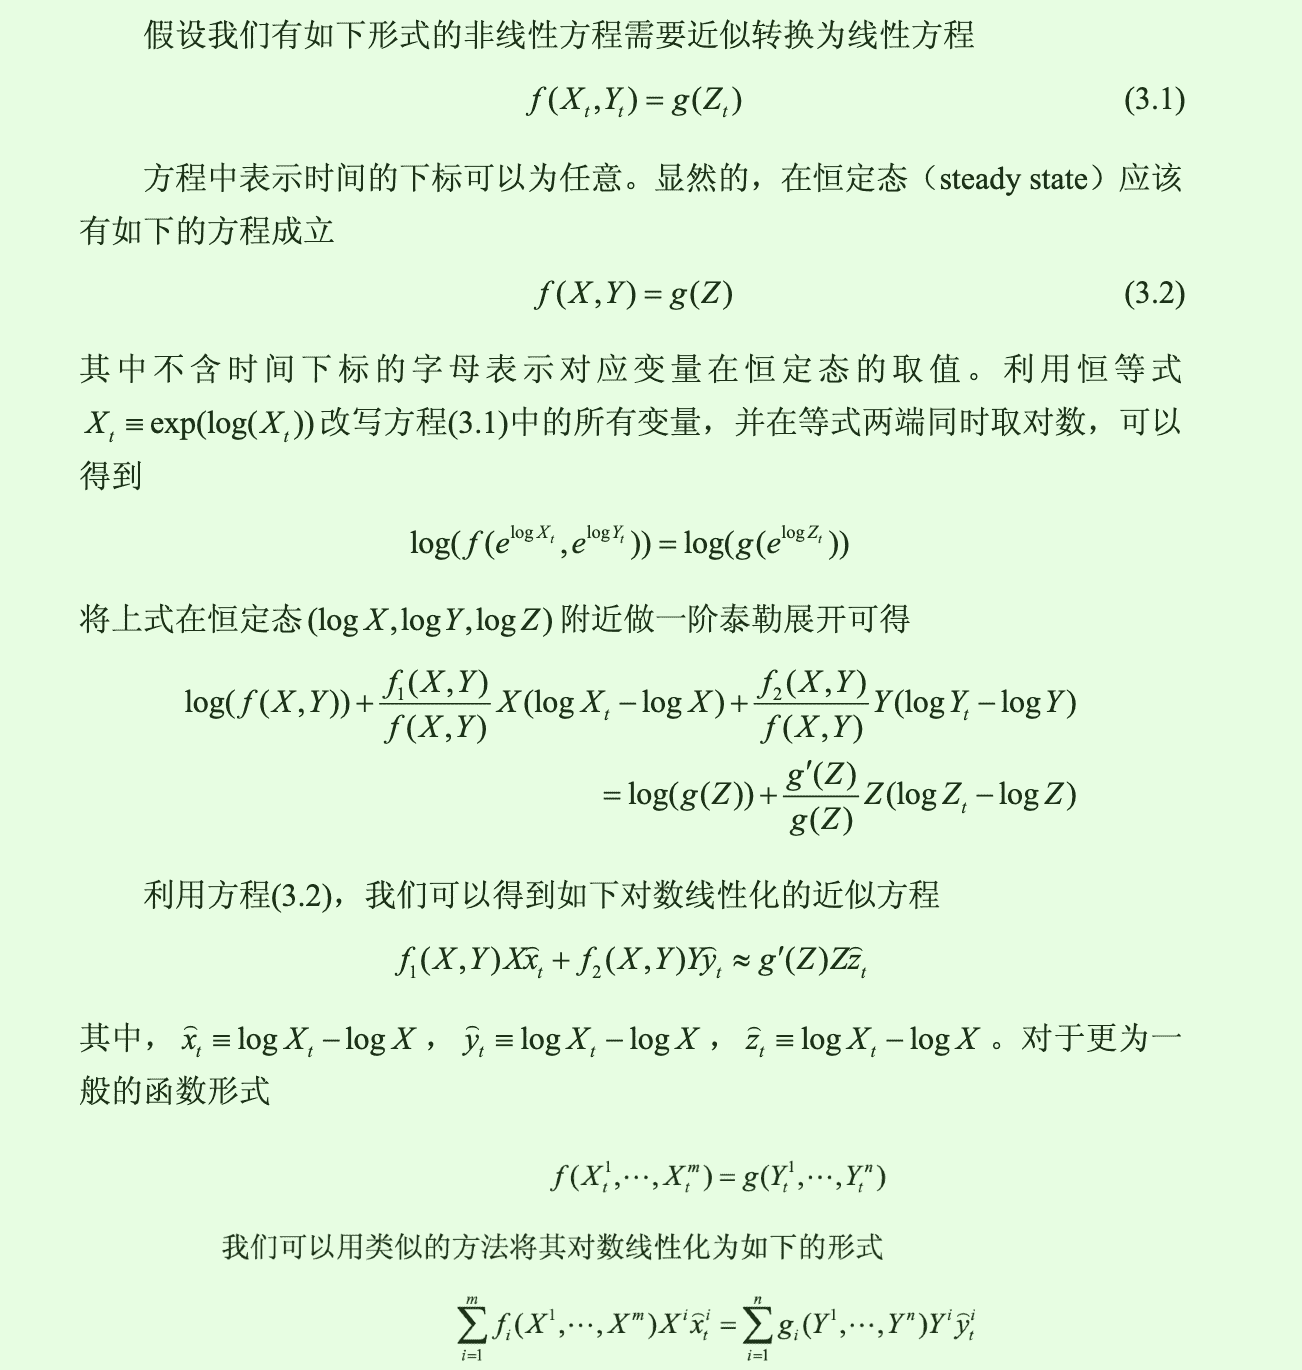 假设我们有如下形式的非线性方程需要近似转换为线性方程
f(X_t,Y_t) = g(Z_t) (3.1)
方程中表示时间的下标可以为任意。显然的，在恒定态（steady state）应该
有如下的方程成立
f(X,Y) = g(Z) (3.2)
其中不含时间下标的字母表示对应变量在恒定态的取值。利用恒等式
X_t ≡ exp(log(X_t))改写方程(3.1)中的所有变量，并在等式两端同时取对数，可以
得到
log(f(e^{log X_t}, e^{log Y_t})) = log(g(e^{log Z_t}))
将上式在恒定态(log X, log Y, log Z)附近做一阶泰勒展开可得
log(f(X,Y)) + \frac{f_1(X,Y)}{f(X,Y)} X(log X_t − log X) + \frac{f_2(X,Y)}{f(X,Y)} Y(log Y_t − log Y)
= log(g(Z)) + \frac{g′(Z)}{g(Z)} Z(log Z_t − log Z)
利用方程(3.2)，我们可以得到如下对数线性化的近似方程
f_1(X,Y)X\hat{x}_t + f_2(X,Y)Y\hat{y}_t ≈ g′(Z)Z\hat{z}_t
其中，\hat{x}_t ≡ log X_t − log X，\hat{y}_t ≡ log X_t − log X，\hat{z}_t ≡ log X_t − log X。对于更为一
般的函数形式
f(X_t^1,⋯,X_t^m) = g(Y_t^1,⋯,Y_t^n)
我们可以用类似的方法将其对数线性化为如下的形式
\sum_{i=1}^{m} f_i(X^1,⋯,X^m)X^i\hat{x}_t^i = \sum_{i=1}^{n} g_i(Y^1,⋯,Y^n)Y^i\hat{y}_t^i